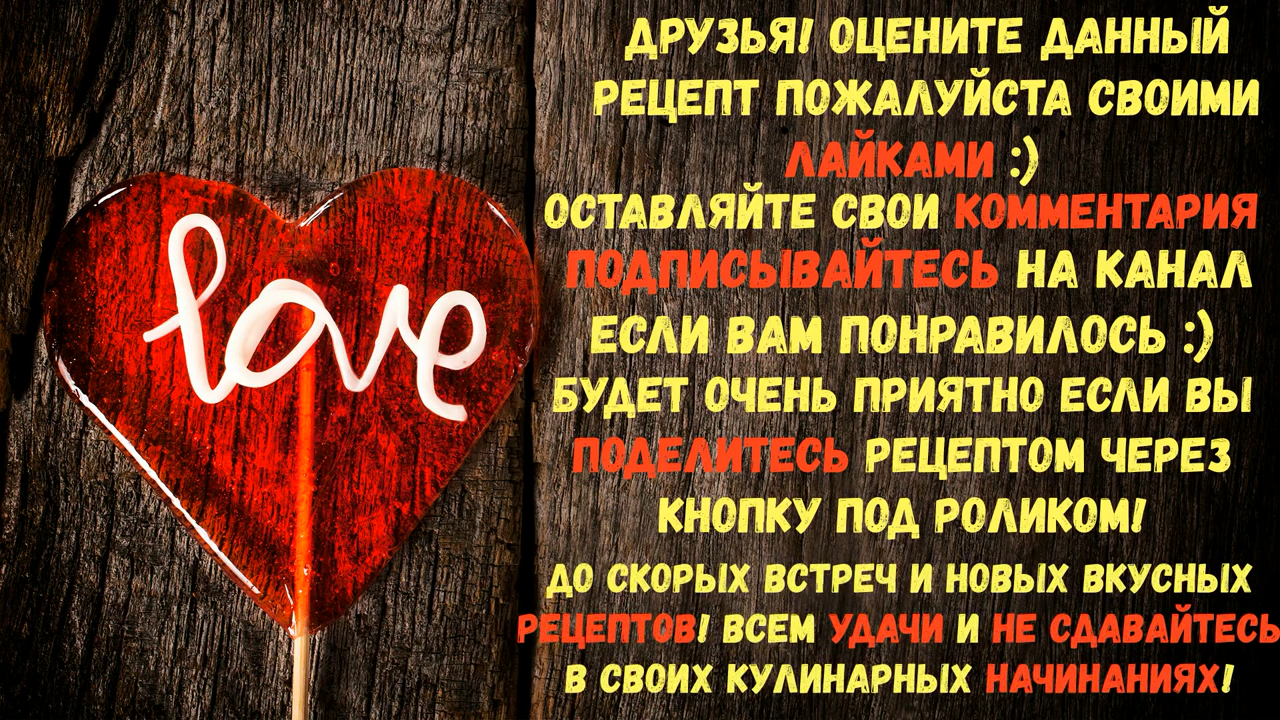 love
ДРУЗЬЯ! ОЦЕНИТЕ ДАННЫЙ
РЕЦЕПТ ПОЖАЛУЙСТА СВОИМИ
ЛАЙКАМИ :)
ОСТАВЛЯЙТЕ СВОИ КОММЕНТАРИЯ
ПОДПИСЫВАЙТЕСЬ НА КАНАЛ
ЕСЛИ ВАМ ПОНРАВИЛОСЬ :)
БУДЕТ ОЧЕНЬ ПРИЯТНО ЕСЛИ ВЫ
ПОДЕЛИТЕСЬ РЕЦЕПТОМ ЧЕРЕЗ
КНОПКУ ПОД РОЛИКОМ!
ДО СКОРЫХ ВСТРЕЧ И НОВЫХ ВКУСНЫХ
РЕЦЕПТОВ! ВСЕМ УДАЧИ И НЕ СДАВАЙТЕСЬ
В СВОИХ КУЛИНАРНЫХ НАЧИНАНИЯХ!